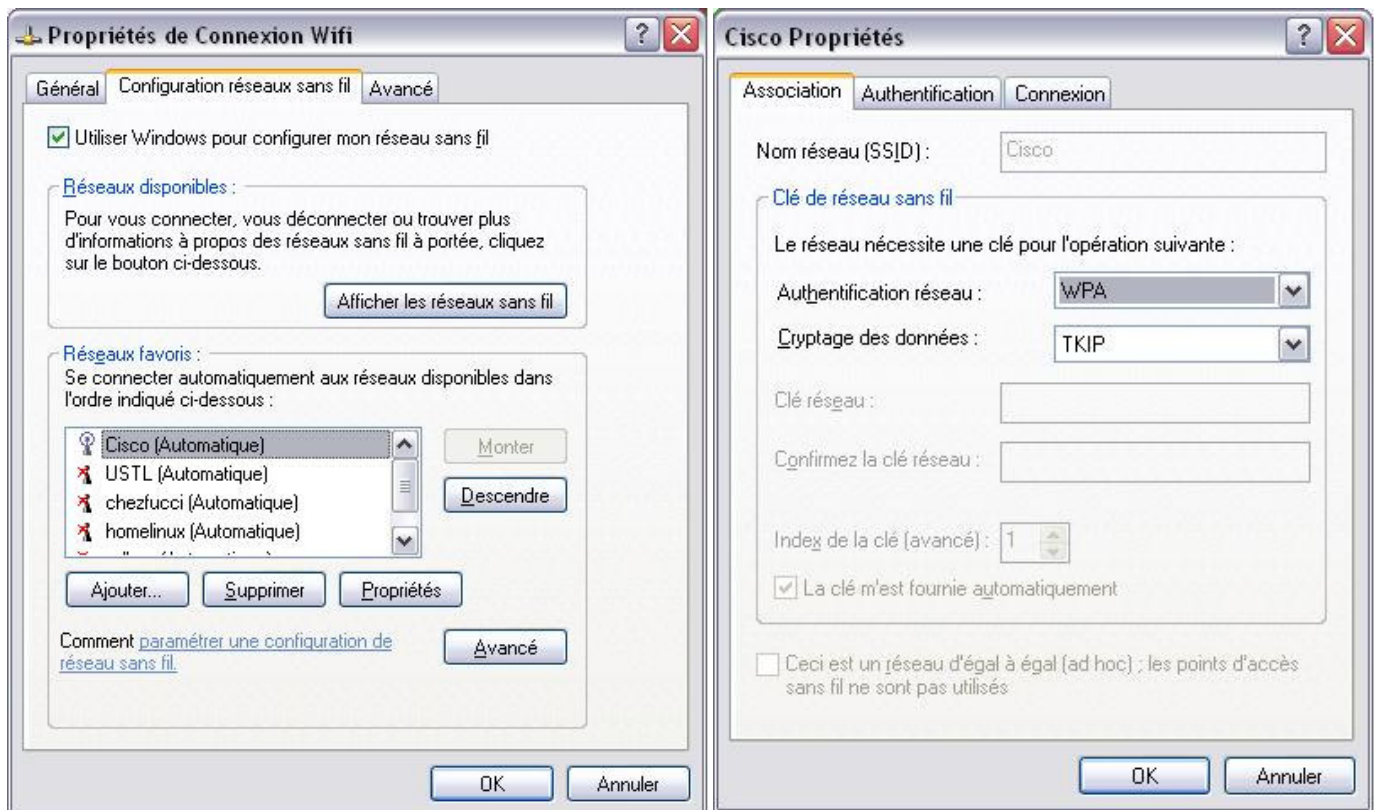 Propriétés de Connexion Wifi
Général
Configuration réseaux sans fil
Avancé
Utiliser Windows pour configurer mon réseau sans fil
Réseaux disponibles :
Pour vous connecter, vous déconnecter ou trouver plus
d'informations à propos des réseaux sans fil à portée, cliquez
sur le bouton ci-dessous.
Afficher les réseaux sans fil
Réseaux favoris :
Se connecter automatiquement aux réseaux disponibles dans
l'ordre indiqué ci-dessous :
Cisco (Automatique)
USTL (Automatique)
chezfucci (Automatique)
homelinux (Automatique)
Monter
Descendre
Ajouter...
Supprimer
Propriétés
Comment paramétrer une configuration de
réseau sans fil.
Avancé
OK
Annuler
Cisco Propriétés
Association
Authentification
Connexion
Nom réseau (SSID) :
Cisco
Clé de réseau sans fil
Le réseau nécessite une clé pour l'opération suivante :
Authentification réseau :
WPA
Cryptage des données :
TKIP
Clé réseau :
Confirmez la clé réseau :
Index de la clé (avancé) :
1
La clé m'est fournie automatiquement
Ceci est un réseau d'égal à égal (ad hoc) ; les points d'accès
sans fil ne sont pas utilisés
OK
Annuler